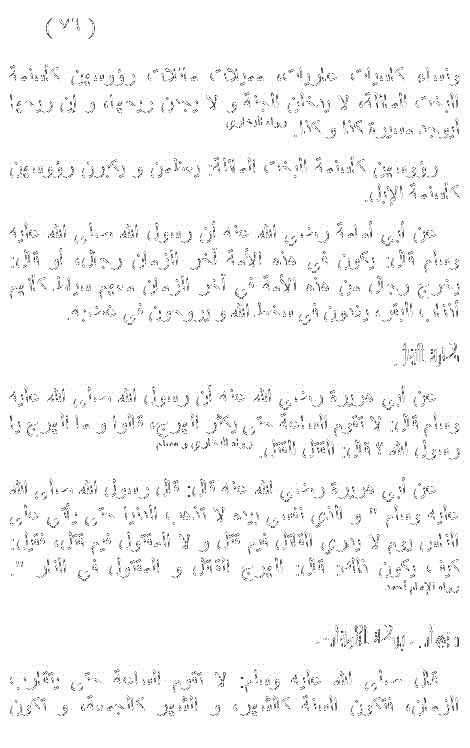 ( ٧٦ )
ونساء كاسيات عاريات، مميلات مائلات، رؤوسهن كأسنمة
البخت المائلة، لا يدخلن الجنة و لا يجدن ريحها، و إن ريحها
ليوجد مسيرة كذا و كذا.
رؤوسهن كأسنمة البخت المائلة: يعظمن و يكبرن رؤوسهن
كأسنمة الإبل.
عن أبي أمامة رضي الله عنه أن رسول الله صلى الله عليه
وسلم قال: يكون في هذه الأمة آخر الزمان رجال، أو قال:
يخرج رجال من هذه الأمة في آخر الزمان معهم سياط كأنهم
أذناب البقر، يغدون في سخط الله و يروحون في غضبه.
كثرة القتل
عن أبي هريرة رضي الله عنه أن رسول الله صلى الله عليه
وسلم قال: لا تقوم الساعة حتى يكثر الهرج، قالوا و ما الهرج يا
رسول الله ؟ قال: القتل القتل. رواه البخاري و مسلم
عن أبي هريرة رضي الله عنه قال: قال رسول الله صلى الله
عليه وسلم " و الذي نفسي بيده لا تذهب الدنيا حتى يأتي على
الناس يوم لا يدري القاتل فيم قتل و لا المقتول فيم قتل، فقيل:
كيف يكون ذلك: قال: الهرج القاتل و المقتول في النار ".
رواه الإمام أحمد
ذهاب بركة الأوقات
قال صلى الله عليه وسلم: لا تقوم الساعة حتى يتقارب
الزمان، فتكون السنة كالشهر، و الشهر كالجمعة، و تكون